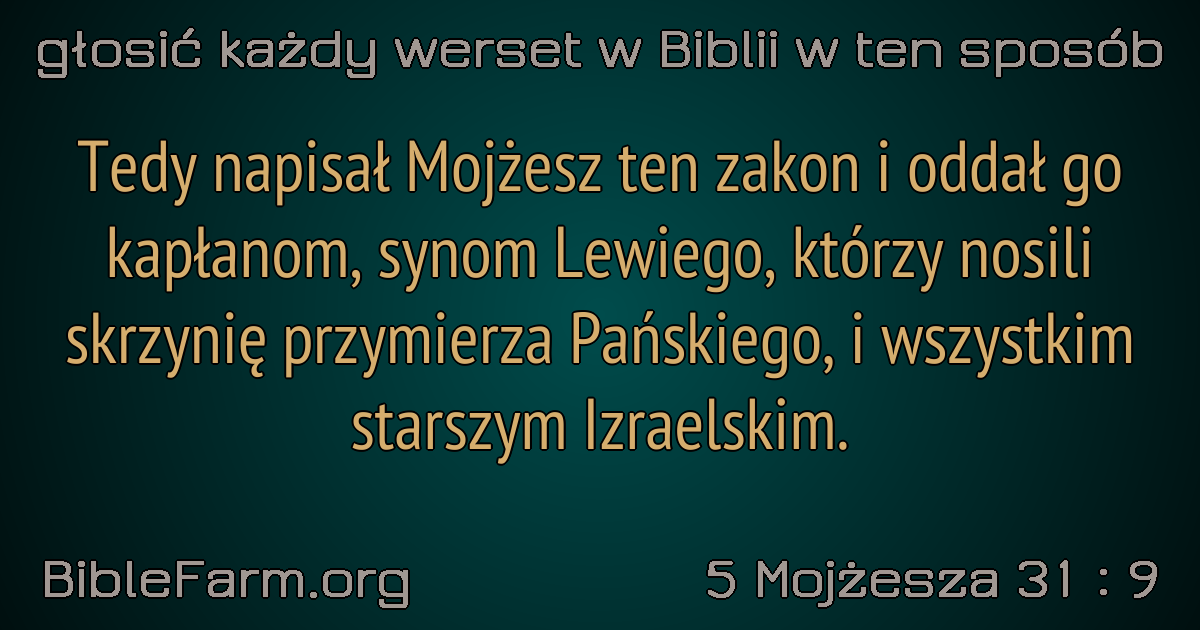 głosić każdy werset w Biblii w ten sposób
Tedy napisał Mojżesz ten zakon i oddał go
kapłanom, synom Lewiego, którzy nosili
skrzynię przymierza Pańskiego, i wszystkim
starszym Izraelskim.
BibleFarm.org
5 Mojżesza 31 : 9